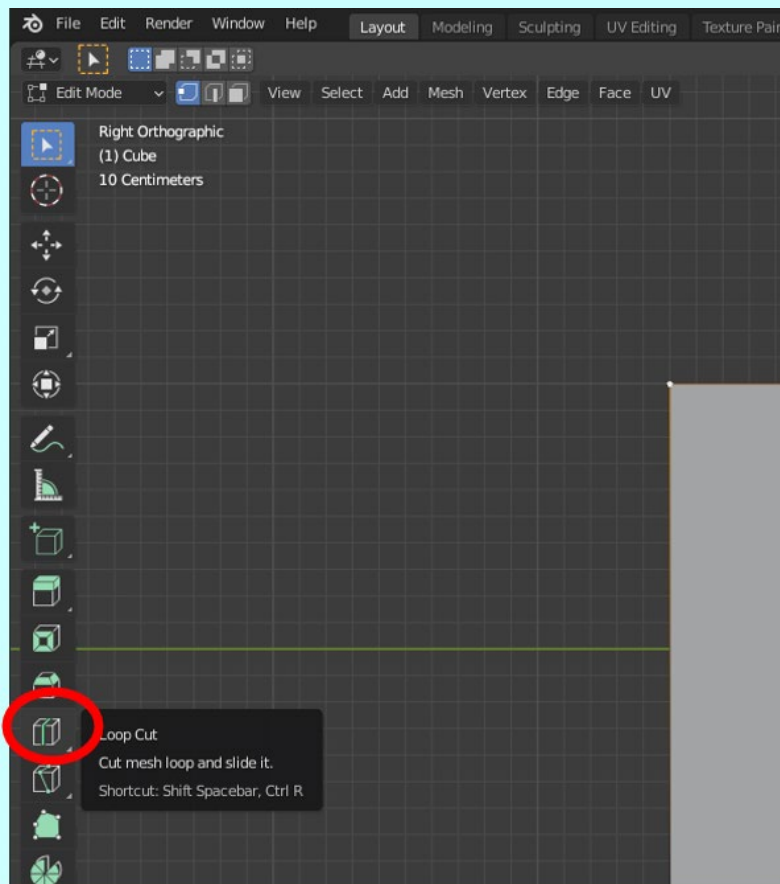 File Edit Render Window Help Layout Modeling Sculpting UV Editing Texture Pain
Edit Mode View Select Add Mesh Vertex Edge Face UV
Right Orthographic
(1) Cube
10 Centimeters
Loop Cut
Cut mesh loop and slide it.
Shortcut: Shift Spacebar, Ctrl R